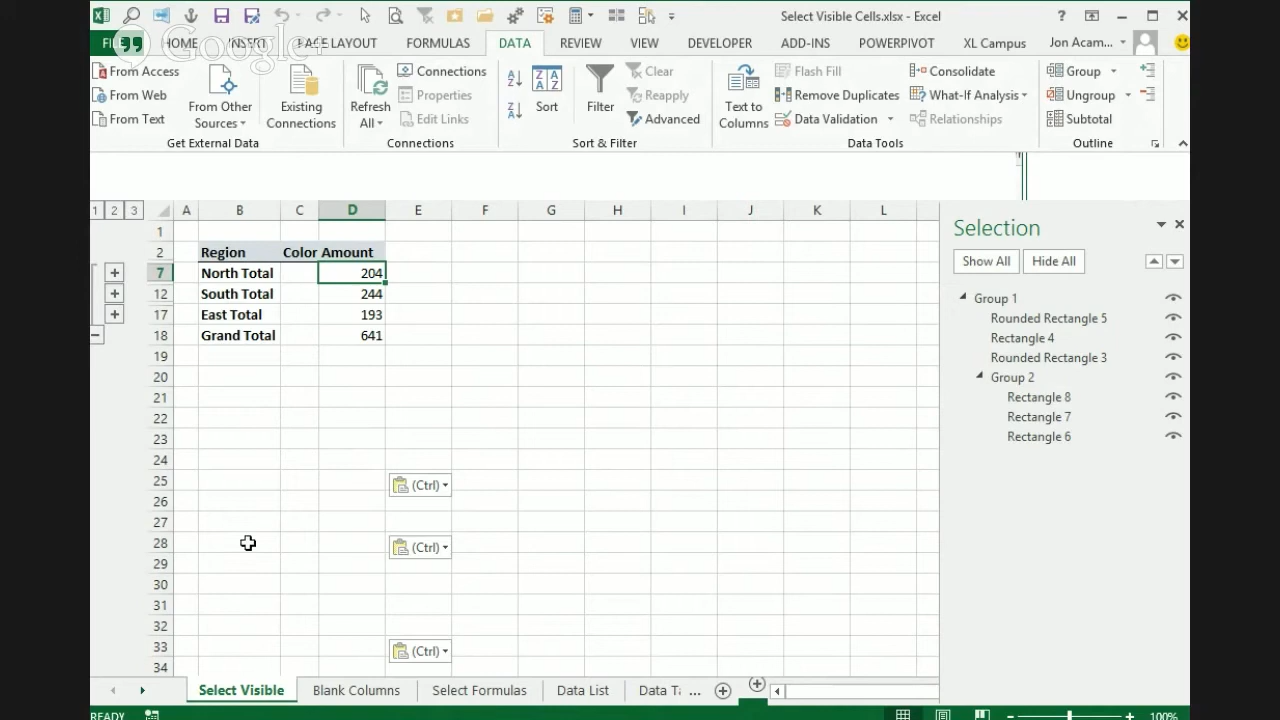 Select Visible Cells.xlsx - Excel
?
FILE HOME INSERT PAGE LAYOUT FORMULAS DATA REVIEW VIEW DEVELOPER ADD-INS POWERPIVOT XL Campus Jon Acam...
Google+
From Access
From Web
From Text
From Other
Sources
Existing
Connections
Get External Data
Refresh
All
Connections
Properties
Edit Links
Connections
Sort
Filter
Clear
Reapply
Advanced
Sort & Filter
Text to
Columns
Flash Fill
Remove Duplicates
Data Validation
Consolidate
What-If Analysis
Relationships
Data Tools
Group
Ungroup
Subtotal
Outline
1 2 3 A B C D E F G H I J K L
1
2 Region Color Amount
7 North Total 204
12 South Total 244
17 East Total 193
18 Grand Total 641
19
20
21
22
23
24
25 (Ctrl)
26
27
28 (Ctrl)
29
30
31
32
33 (Ctrl)
34
Selection
Show All Hide All
Group 1
Rounded Rectangle 5
Rectangle 4
Rounded Rectangle 3
Group 2
Rectangle 8
Rectangle 7
Rectangle 6
Select Visible Blank Columns Select Formulas Data List Data Ta ...
READY 100%